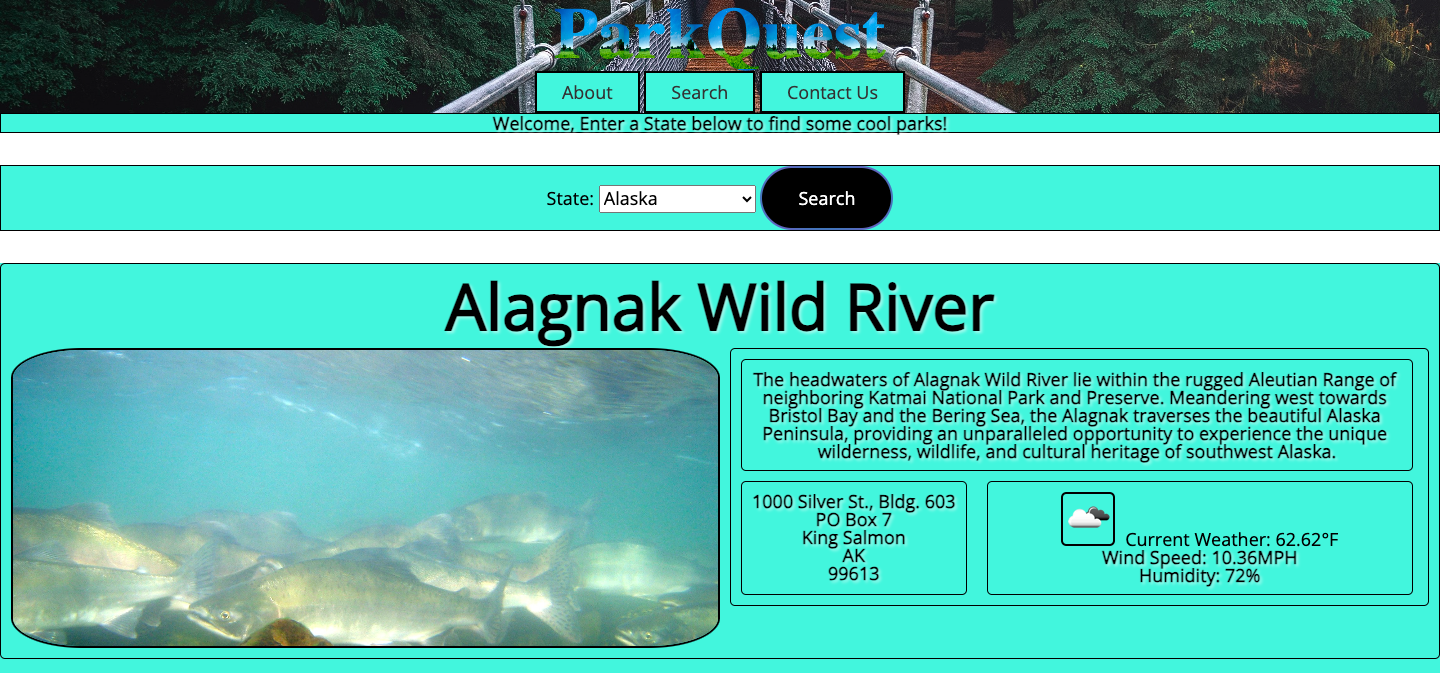 ParkQuest
About Search Contact Us
Welcome, Enter a State below to find some cool parks!
State: Alaska Search
Alagnak Wild River
The headwaters of Alagnak Wild River lie within the rugged Aleutian Range of
neighboring Katmai National Park and Preserve. Meandering west towards
Bristol Bay and the Bering Sea, the Alagnak traverses the beautiful Alaska
Peninsula, providing an unparalleled opportunity to experience the unique
wilderness, wildlife, and cultural heritage of southwest Alaska.
1000 Silver St., Bldg. 603
PO Box 7
King Salmon
AK
99613
Current Weather: 62.62°F
Wind Speed: 10.36MPH
Humidity: 72%